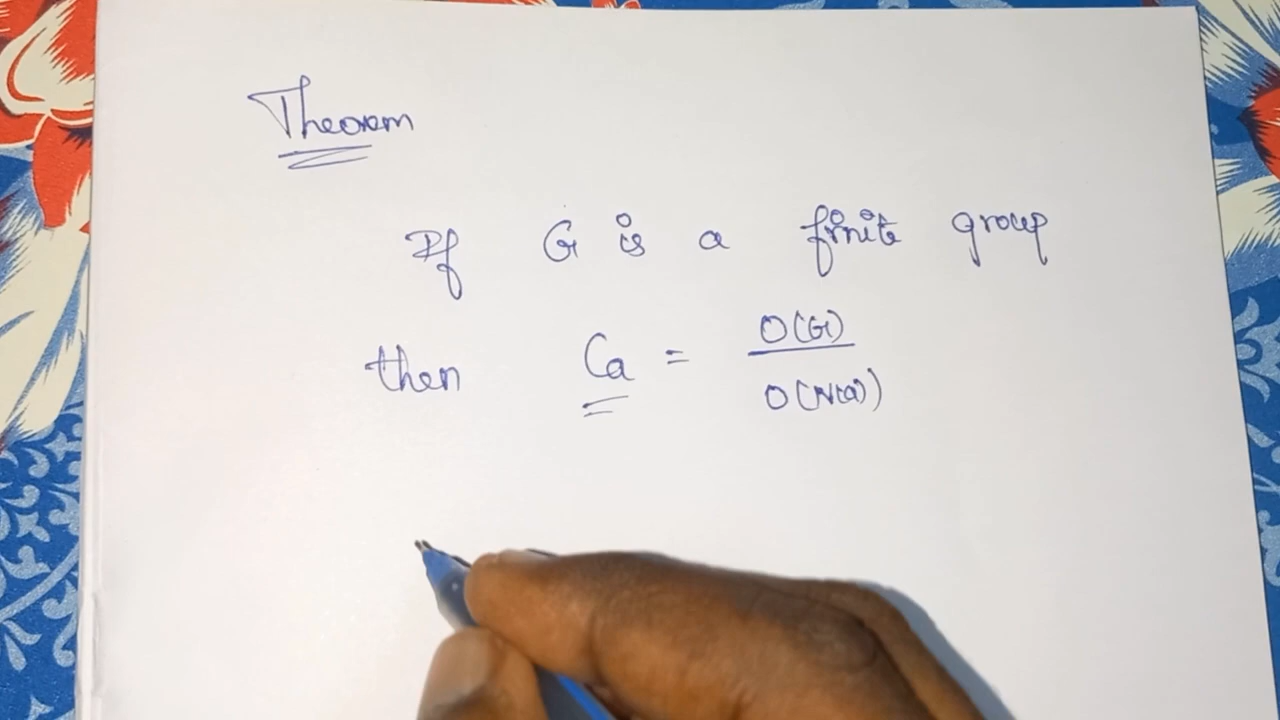 Theorem
If G is a finite group
then Ca = O(G) / O(N(a))